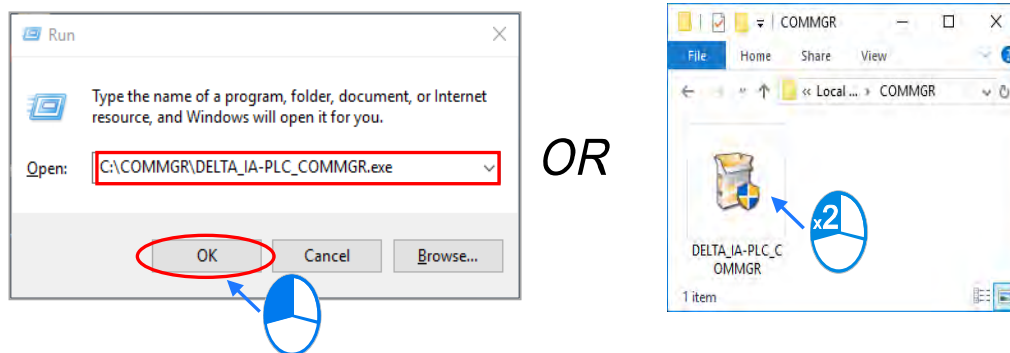 Run
Type the name of a program, folder, document, or Internet
resource, and Windows will open it for you.
Open:
C:\COMMGR\DELTA_IA-PLC_COMMGR.exe
OK
Cancel
Browse...
OR
COMMGR
File
Home
Share
View
« Local ... › COMMGR
x2
DELTA_IA-PLC_C
OMMGR
1 item